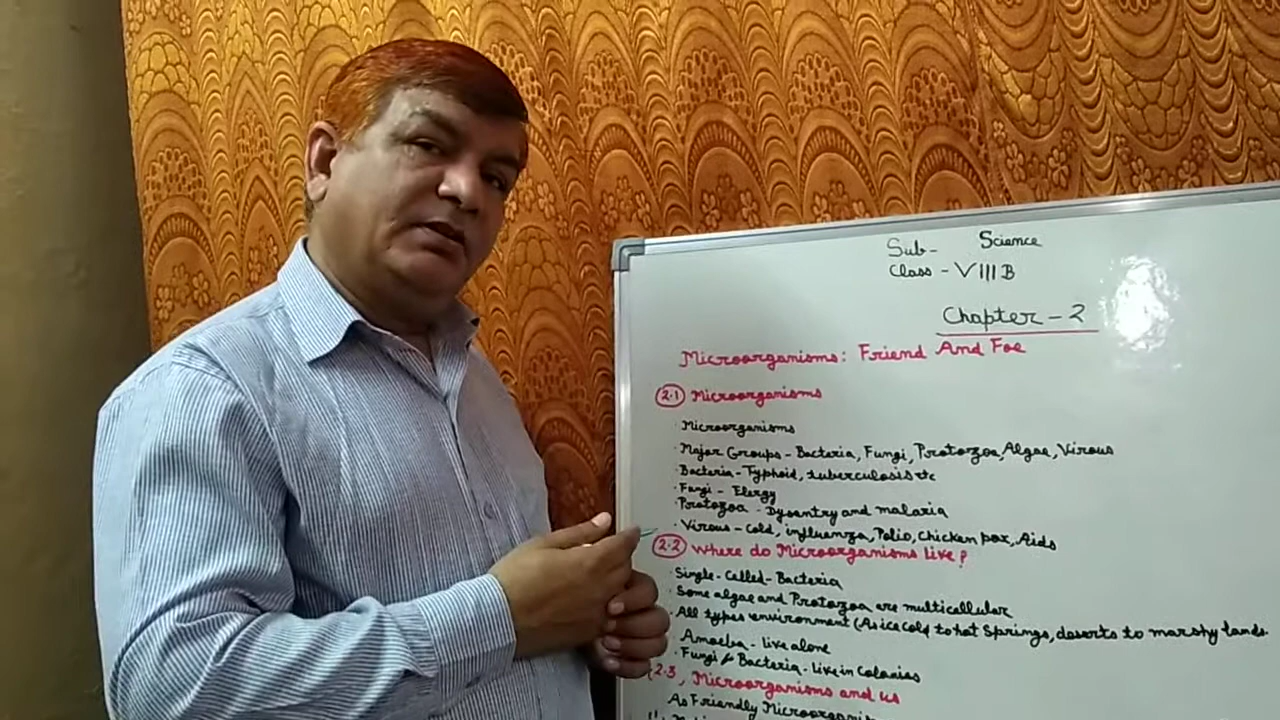 Sub- Science
Class - VIII B
Chapter - 2
Microorganisms: Friend And Foe
2.1 Microorganisms
· Microorganisms
· Major Groups - Bacteria, Fungi, Protozoa, Algae, Virous
· Bacteria - Typhoid, tuberculosis etc
· Fungi - Elergy
· Protozoa - Dysentry and malaria
· Virous - Cold, influenza, Polio, Chicken pox, Aids
2.2 Where do Microorganisms Live?
· Single - Celled - Bacteria
· Some algae and Protozoa are multicellular
· All types environment (As ice cold to hot Springs, deserts to marshy lands.
· Amoeba - live alone
· Fungi & Bacteria - Live in Colonies
2.3, Microorganisms and us
As Friendly Microorganis